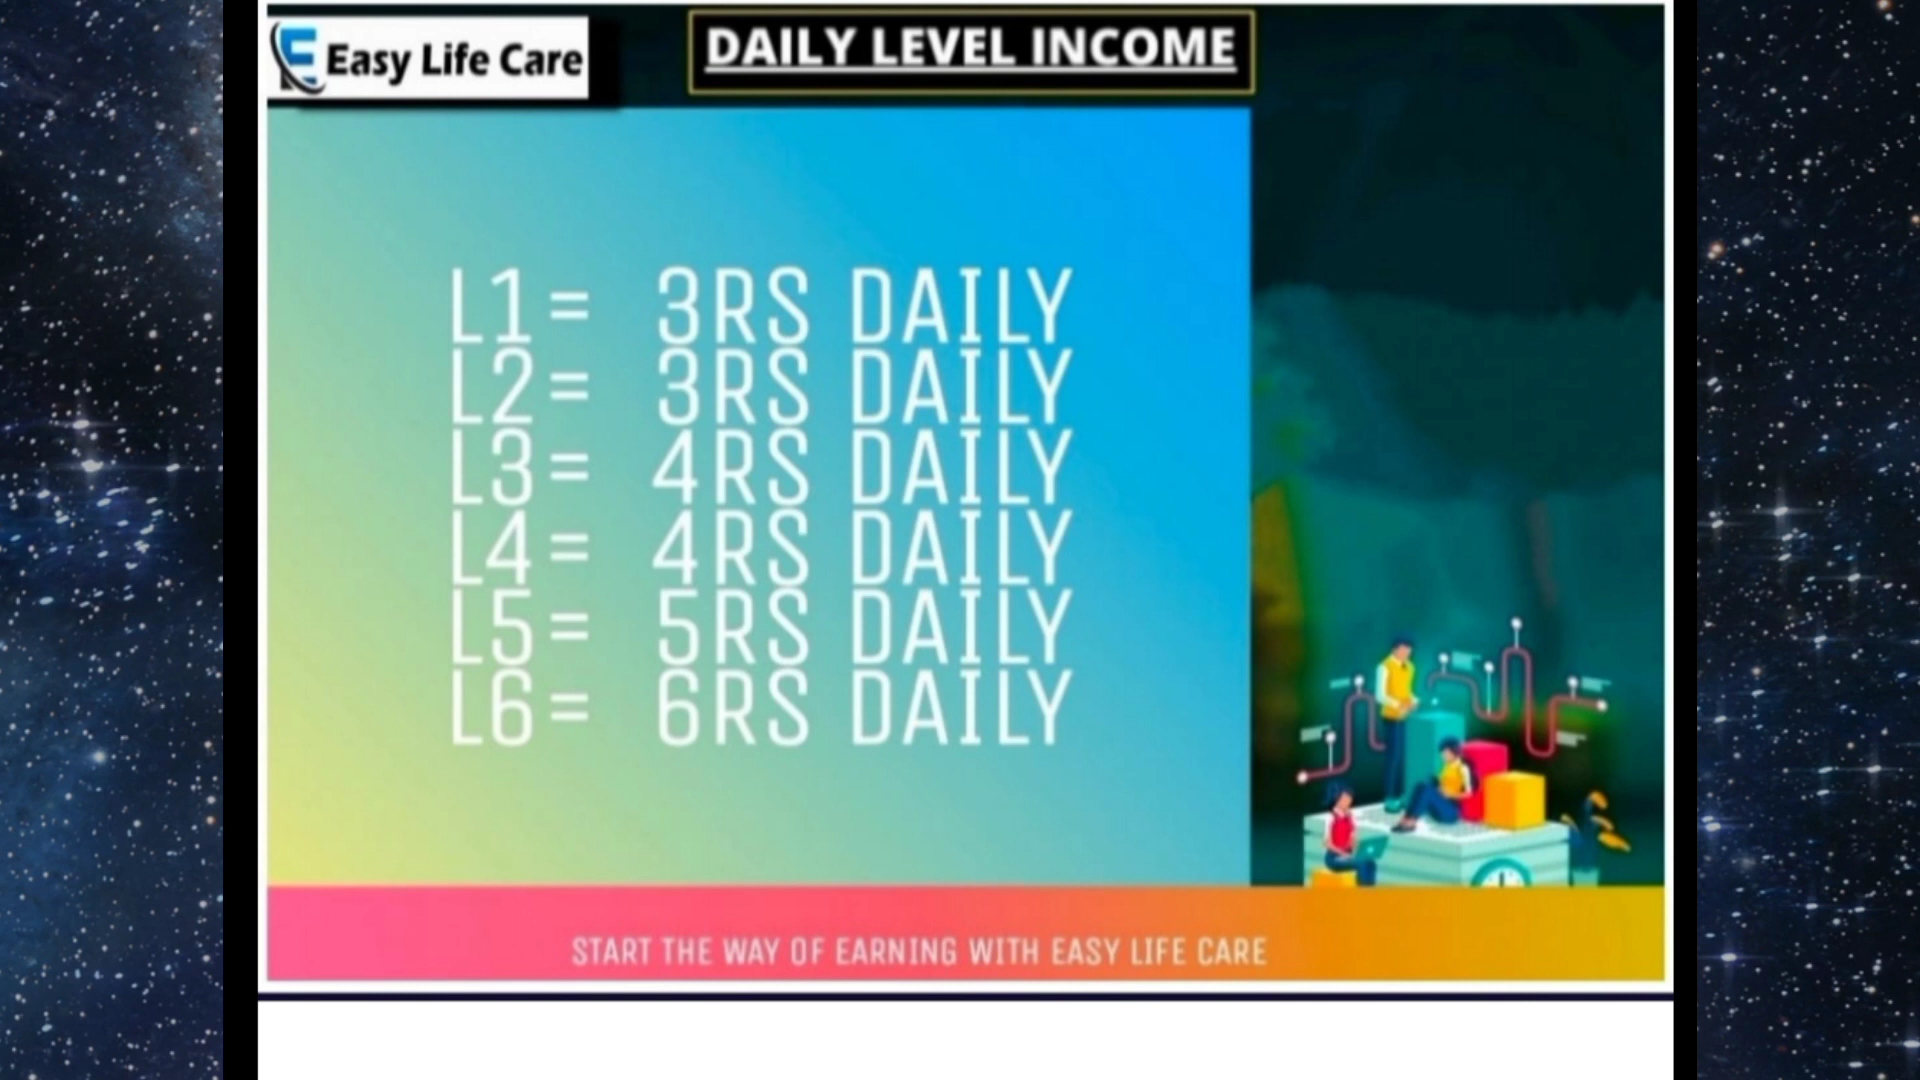 Easy Life Care
DAILY LEVEL INCOME
L1= 3RS DAILY
L2= 3RS DAILY
L3= 4RS DAILY
L4= 4RS DAILY
L5= 5RS DAILY
L6= 6RS DAILY
START THE WAY OF EARNING WITH EASY LIFE CARE